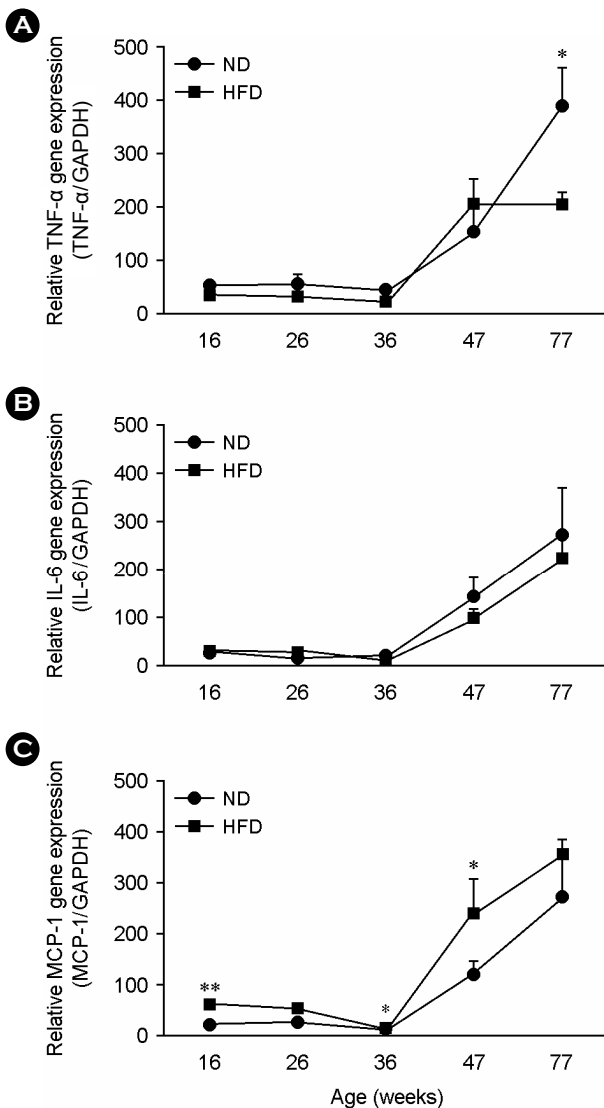 A
Relative TNF-α gene expression
(TNF-α/GAPDH)
500
400
300
200
100
0
ND
HFD
*
16 26 36 47 77
B
Relative IL-6 gene expression
(IL-6/GAPDH)
500
400
300
200
100
0
ND
HFD
16 26 36 47 77
C
Relative MCP-1 gene expression
(MCP-1/GAPDH)
500
400
300
200
100
0
ND
HFD
**
*
*
16 26 36 47 77
Age (weeks)